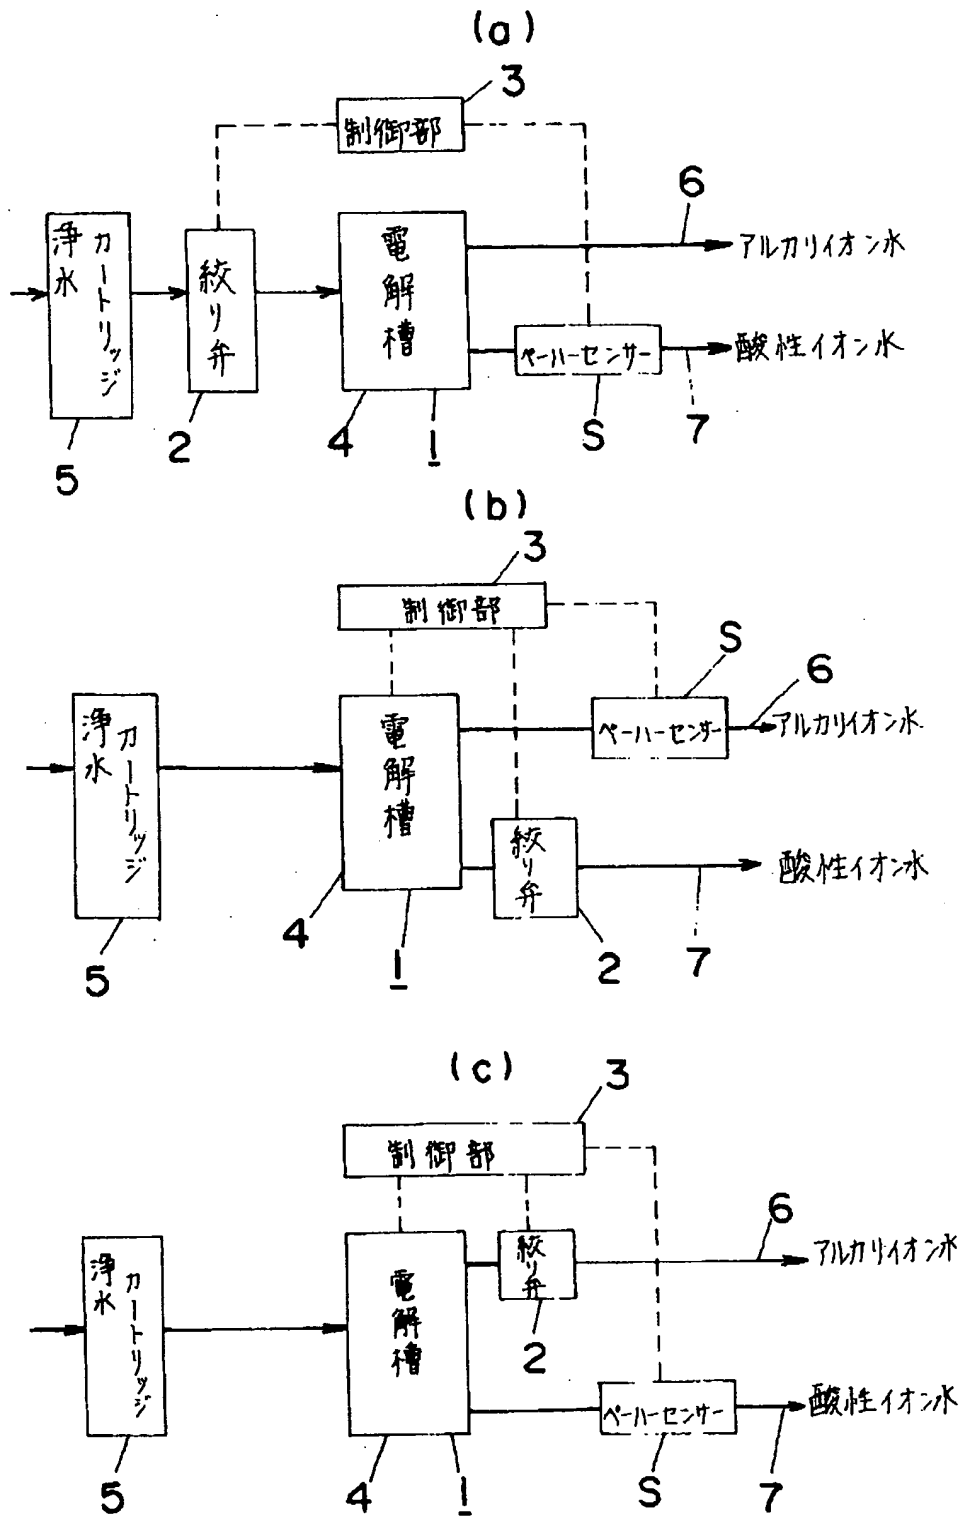 (a)
3
制御部
6
浄水
カートリッジ
絞り弁
電解槽
アルカリイオン水
ペーハーセンサー
酸性イオン水
5
2
4
1
S
7
(b)
3
制御部
S
6
浄水
カートリッジ
電解槽
ペーハーセンサー
アルカリイオン水
絞り弁
酸性イオン水
5
4
1
2
7
(c)
3
制御部
6
浄水
カートリッジ
電解槽
絞り弁
アルカリイオン水
2
ペーハーセンサー
酸性イオン水
5
4
1
S
7